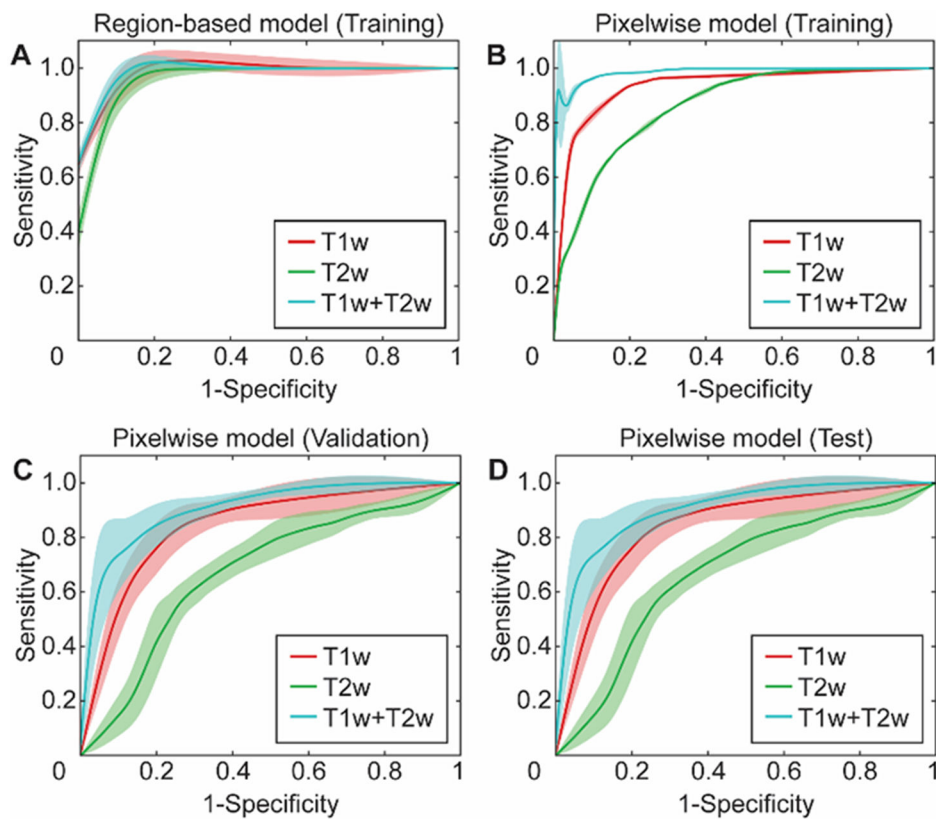 A
Region-based model (Training)
Sensitivity
1.0
0.8
0.6
0.4
0.2
0
0.2
0.4
0.6
0.8
1
1-Specificity
T1w
T2w
T1w+T2w
B
Pixelwise model (Training)
Sensitivity
1.0
0.8
0.6
0.4
0.2
0
0.2
0.4
0.6
0.8
1
1-Specificity
T1w
T2w
T1w+T2w
C
Pixelwise model (Validation)
Sensitivity
1.0
0.8
0.6
0.4
0.2
0
0.2
0.4
0.6
0.8
1
1-Specificity
T1w
T2w
T1w+T2w
D
Pixelwise model (Test)
Sensitivity
1.0
0.8
0.6
0.4
0.2
0
0.2
0.4
0.6
0.8
1
1-Specificity
T1w
T2w
T1w+T2w